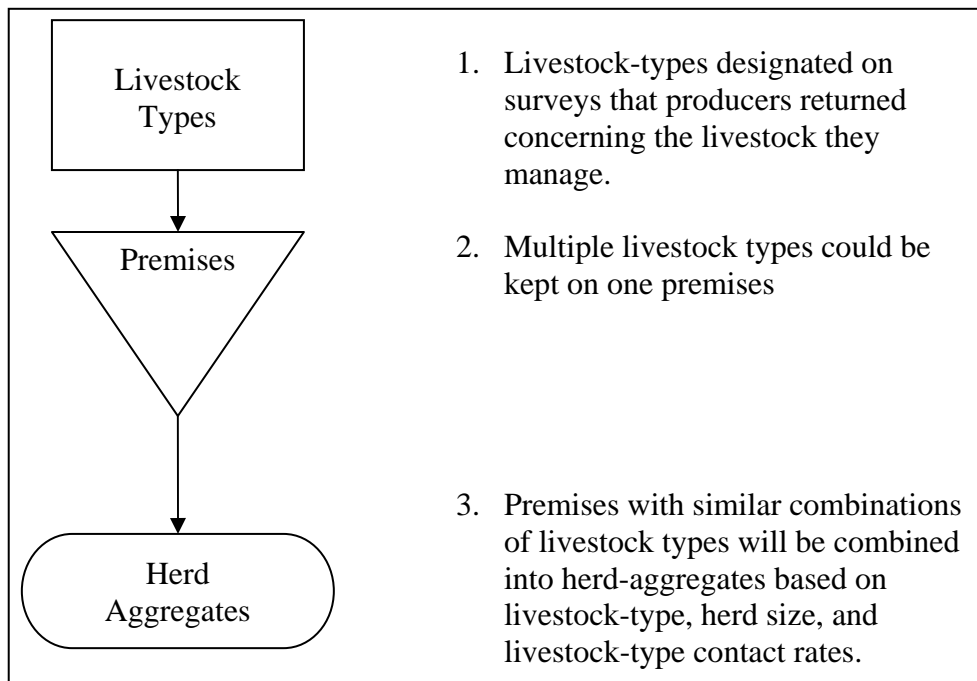 Livestock
Types
1. Livestock-types designated on
surveys that producers returned
concerning the livestock they
manage.
Premises
2. Multiple livestock types could be
kept on one premises
Herd
Aggregates
3. Premises with similar combinations
of livestock types will be combined
into herd-aggregates based on
livestock-type, herd size, and
livestock-type contact rates.